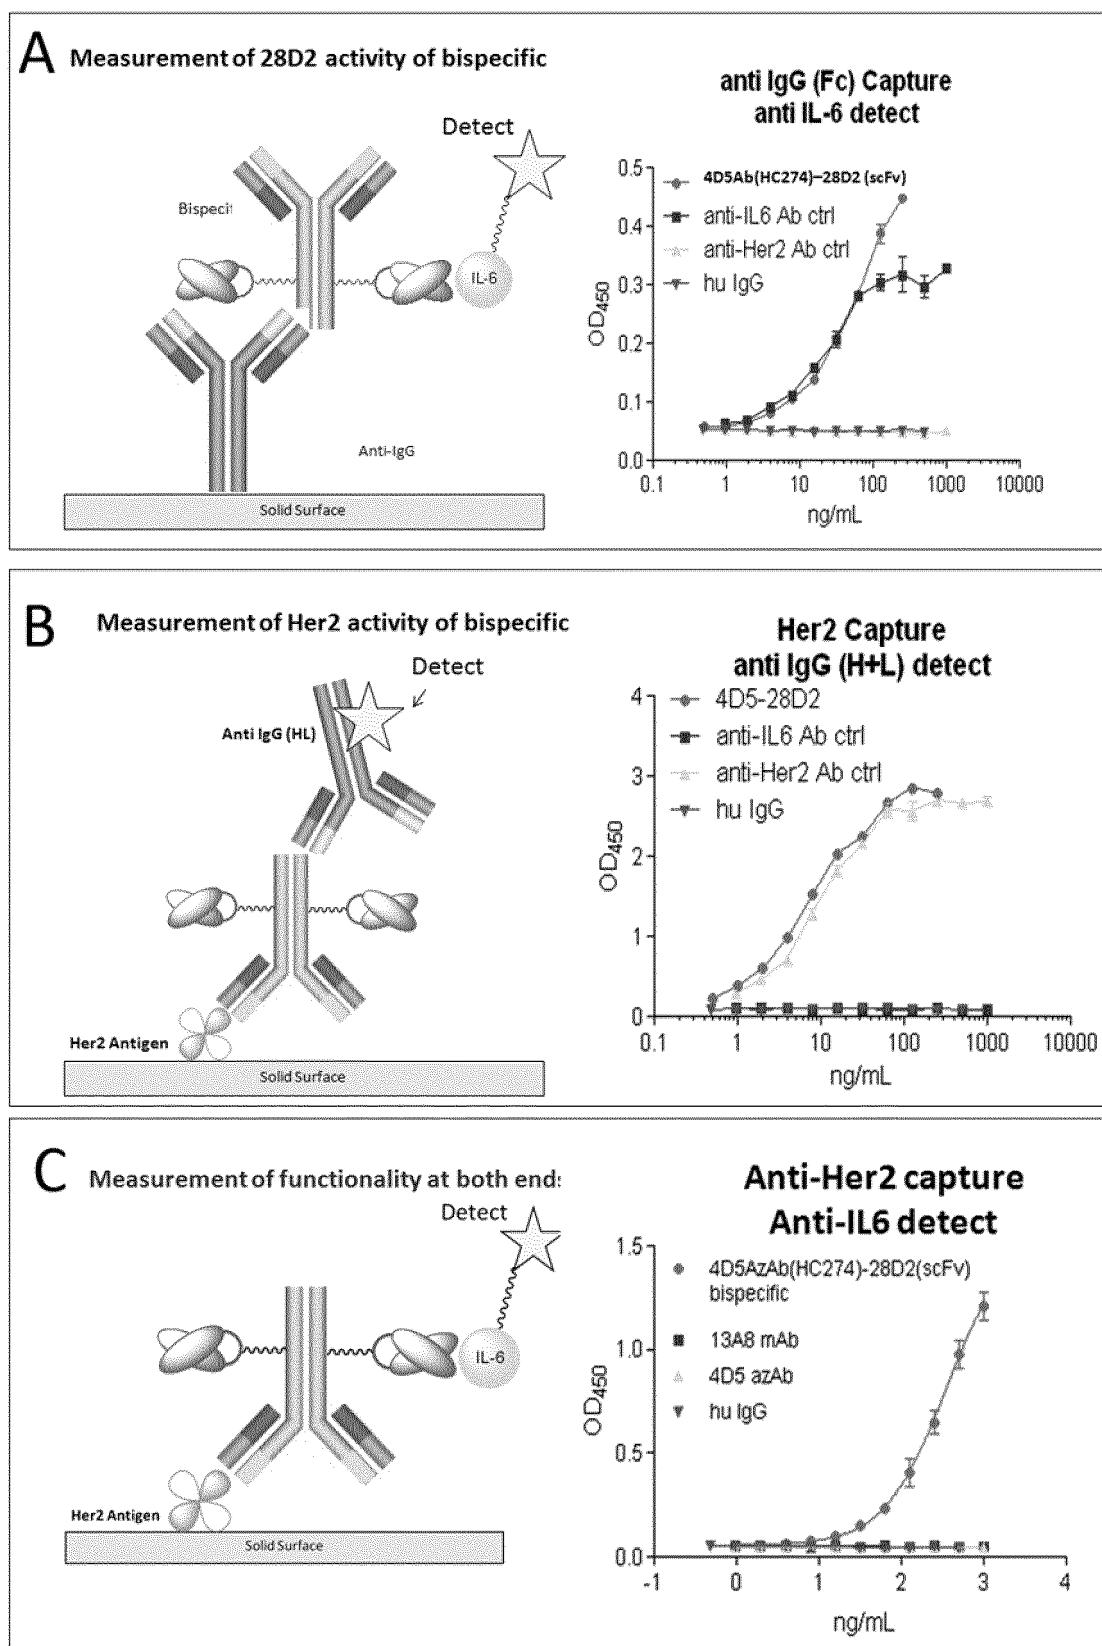 A Measurement of 28D2 activity of bispecific
Detect
Bispecif
IL-6
Anti-IgG
Solid Surface
anti IgG (Fc) Capture
anti IL-6 detect
4D5Ab(HC274)–28D2 (scFv)
anti-IL6 Ab ctrl
anti-Her2 Ab ctrl
hu IgG
OD450
0.5
0.4
0.3
0.2
0.1
0.0
0.1 1 10 100 1000 10000
ng/mL
B Measurement of Her2 activity of bispecific
Detect
Anti IgG (HL)
Her2 Antigen
Solid Surface
Her2 Capture
anti IgG (H+L) detect
4D5-28D2
anti-IL6 Ab ctrl
anti-Her2 Ab ctrl
hu IgG
OD450
4
3
2
1
0
0.1 1 10 100 1000 10000
ng/mL
C Measurement of functionality at both ends
Detect
IL-6
Her2 Antigen
Solid Surface
Anti-Her2 capture
Anti-IL6 detect
4D5AzAb(HC274)-28D2(scFv)
bispecific
13A8 mAb
4D5 azAb
hu IgG
OD450
1.5
1.0
0.5
0.0
-1 0 1 2 3 4
ng/mL